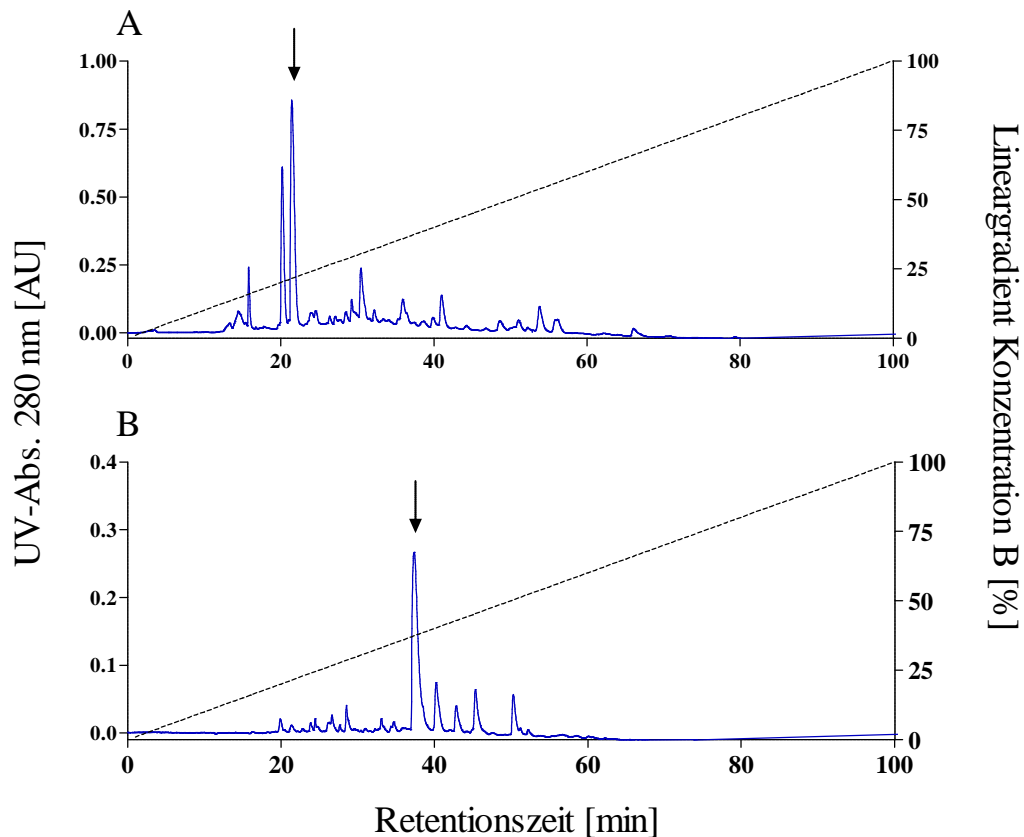 A
UV-Abs. 280 nm [AU]
1.00
0.75
0.50
0.25
0.00
0 20 40 60 80 100
100
75
50
25
0
Lineargradient Konzentration B [%]
B
0.4
0.3
0.2
0.1
0.0
0 20 40 60 80 100
100
75
50
25
0
Retentionszeit [min]